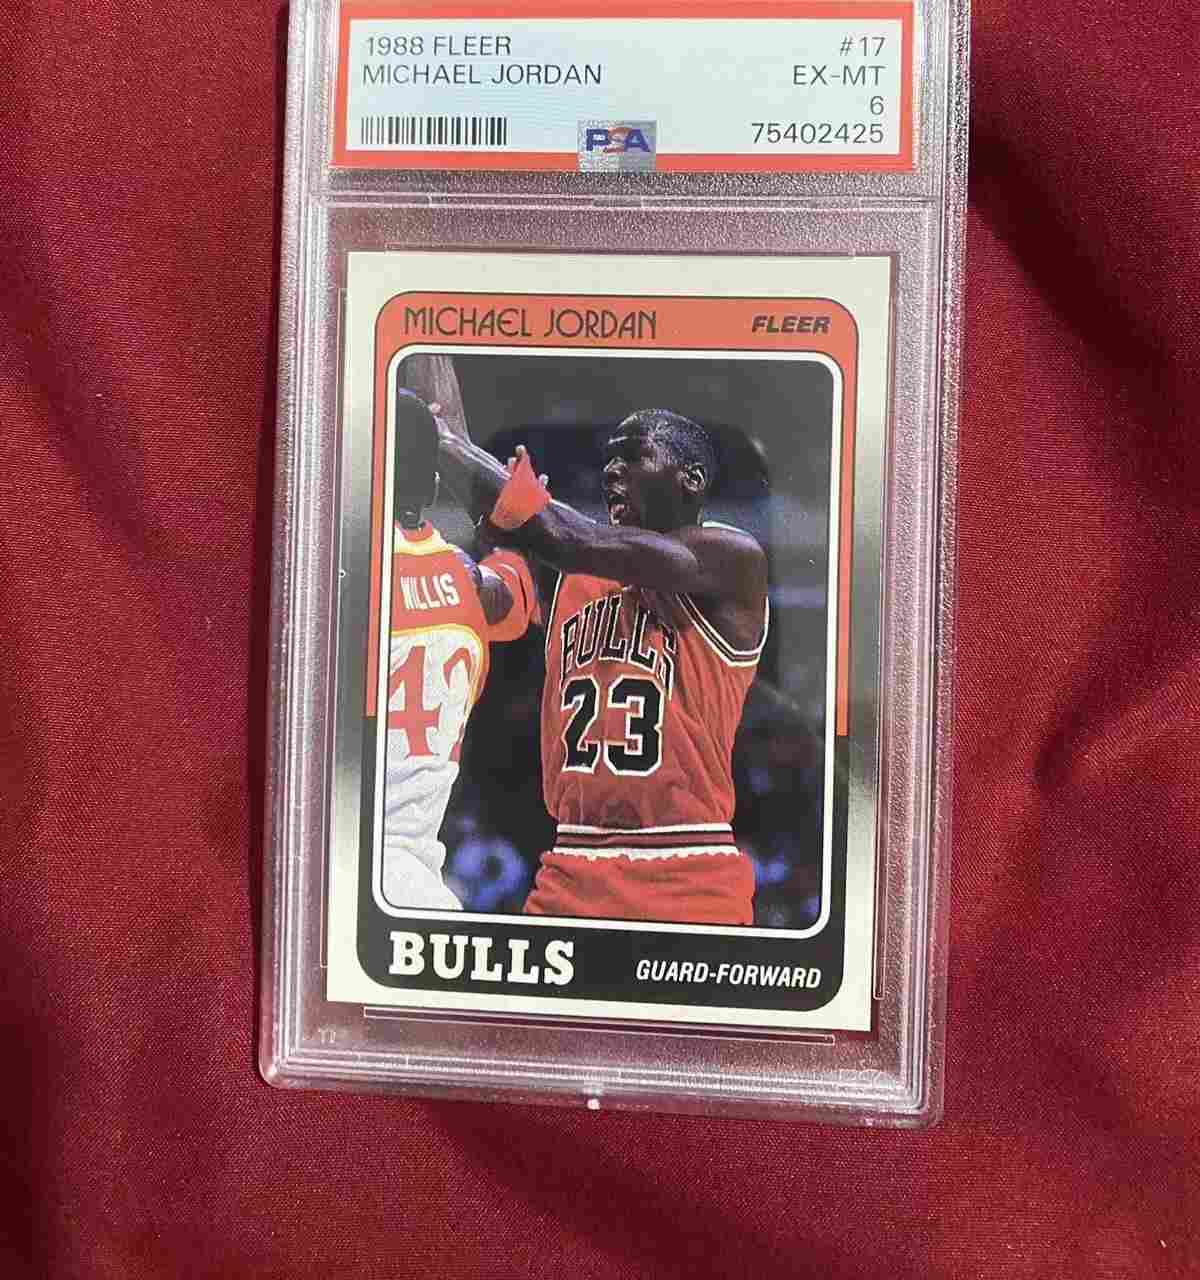 1988 FLEER #17
MICHAEL JORDAN EX-MT
6
PSA 75402425
MICHAEL JORDAN FLEER
WILLIS
42
BULLS
23
BULLS GUARD-FORWARD